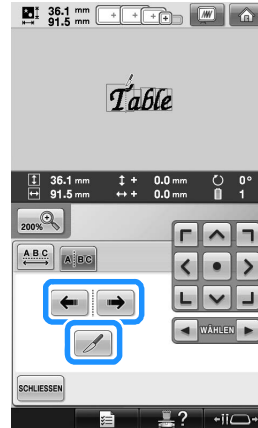 36.1 mm
91.5 mm
Table
36.1 mm + 0.0 mm 0°
91.5 mm + 0.0 mm 1
200%
ABC A BC
WÄHLEN
SCHLIESSEN
?